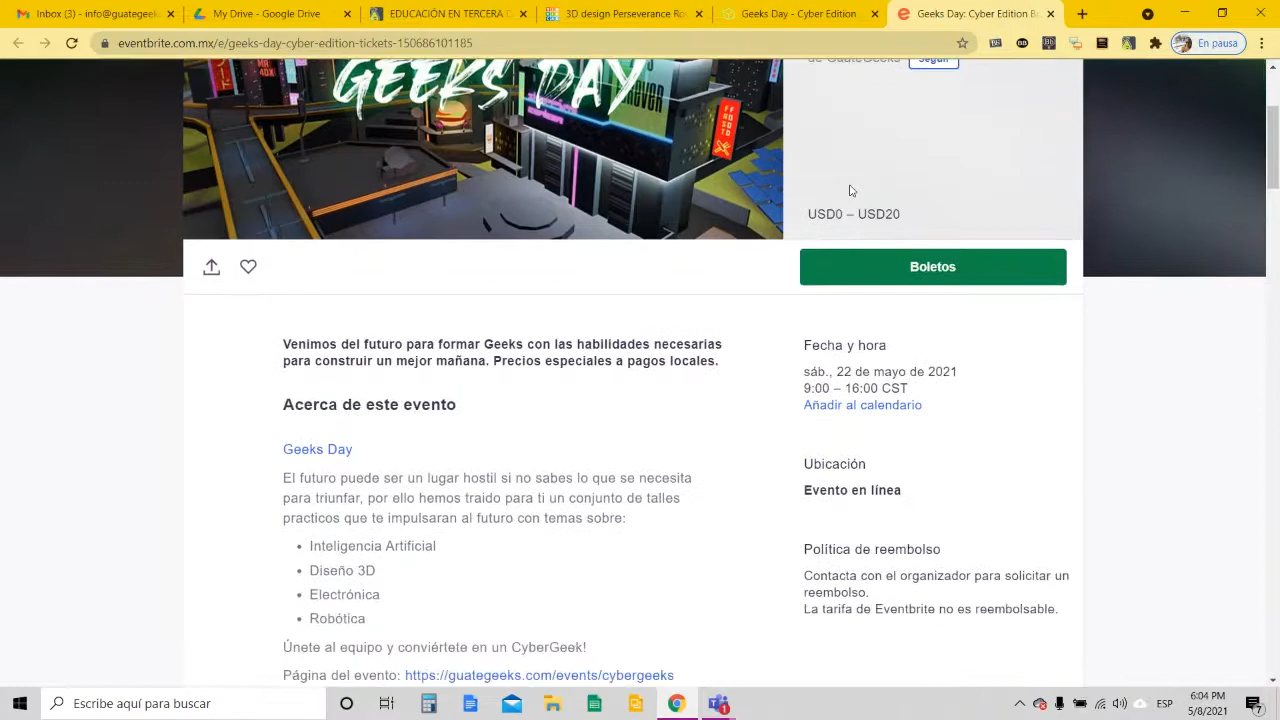 info@guategeek
My Drive - Google D
EDUCACIÓN EN TERCERA D
3D design Perseverance Ro
Geeks Day - Cyber Edition
Geeks Day: Cyber Edition B
eventbrite.com.mx/e/geeks-day-cyber-edition-tickets-150686101185
En pausa
GEEKS DAY
de GuateGeeks
Seguir
USD0 – USD20
Boletos
Venimos del futuro para formar Geeks con las habilidades necesarias
para construir un mejor mañana. Precios especiales a pagos locales.
Acerca de este evento
Geeks Day
El futuro puede ser un lugar hostil si no sabes lo que se necesita
para triunfar, por ello hemos traido para ti un conjunto de talles
practicos que te impulsaran al futuro con temas sobre:
• Inteligencia Artificial
• Diseño 3D
• Electrónica
• Robótica
Únete al equipo y conviértete en un CyberGeek!
Página del evento: https://guategeeks.com/events/cybergeeks
Fecha y hora
sáb., 22 de mayo de 2021
9:00 – 16:00 CST
Añadir al calendario
Ubicación
Evento en línea
Política de reembolso
Contacta con el organizador para solicitar un
reembolso.
La tarifa de Eventbrite no es reembolsable.
Escribe aquí para buscar
ESP
6:04 PM
5/8/2021